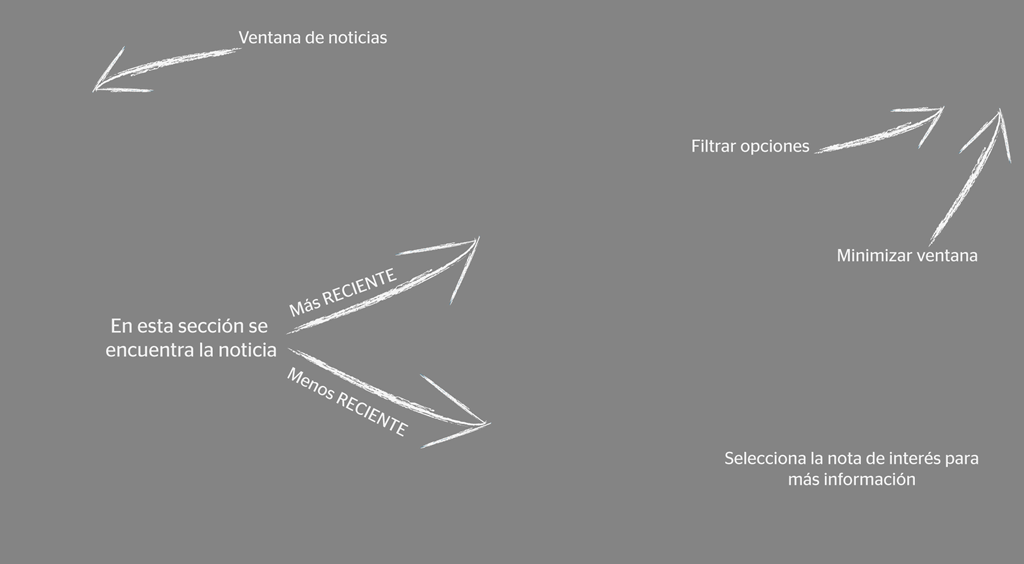 Ventana de noticias
Filtrar opciones
Minimizar ventana
Más RECIENTE
En esta sección se
encuentra la noticia
Menos RECIENTE
Selecciona la nota de interés para
más información